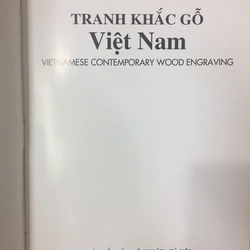 TRANH KHẮC GỖ
Việt Nam
VIETNAMESE CONTEMPORARY WOOD ENGRAVING